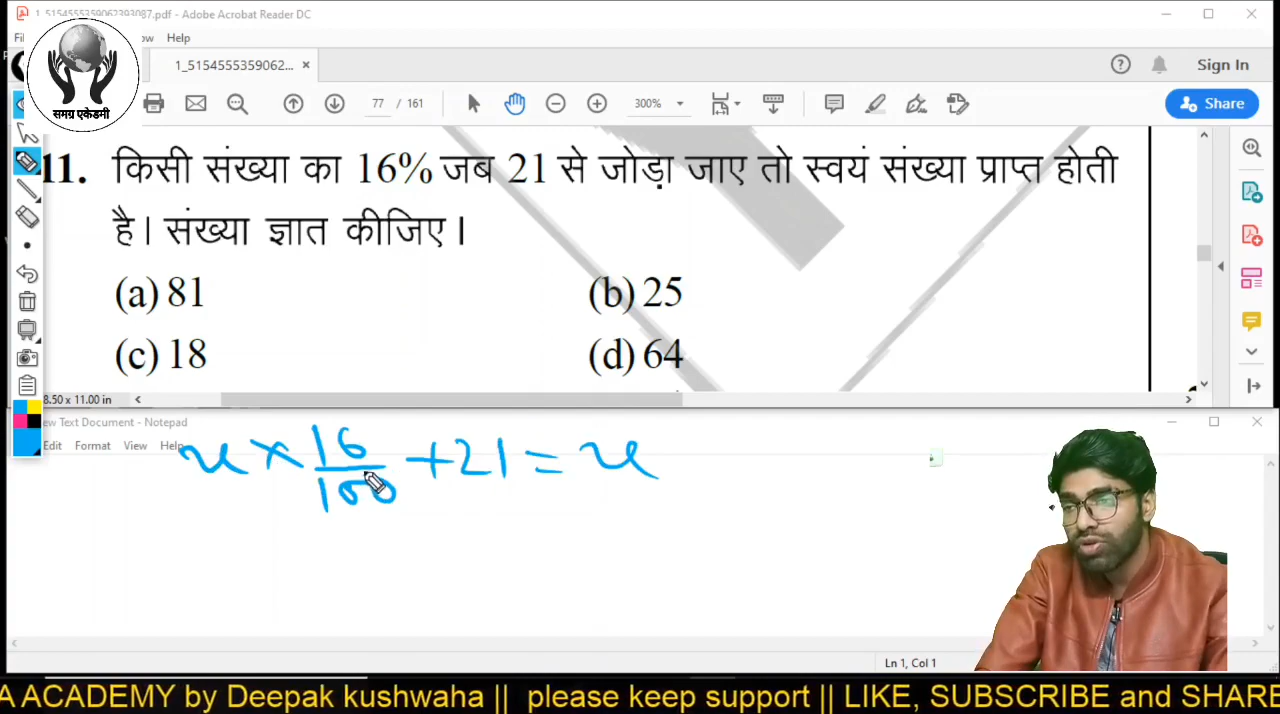 1_5154555359062393087.pdf - Adobe Acrobat Reader DC
Help
समग्र एकेडमी
1_5154555359062...
Sign In
77 / 161
300%
Share
11. किसी संख्या का 16% जब 21 से जोड़ा जाए तो स्वयं संख्या प्राप्त होती
है। संख्या ज्ञात कीजिए।
(a) 81 (b) 25
(c) 18 (d) 64
8.50 x 11.00 in
ew Text Document - Notepad
Edit Format View Help
x × 16/100 + 21 = x
Ln 1, Col 1
A ACADEMY by Deepak kushwaha || please keep support || LIKE, SUBSCRIBE and SHARE